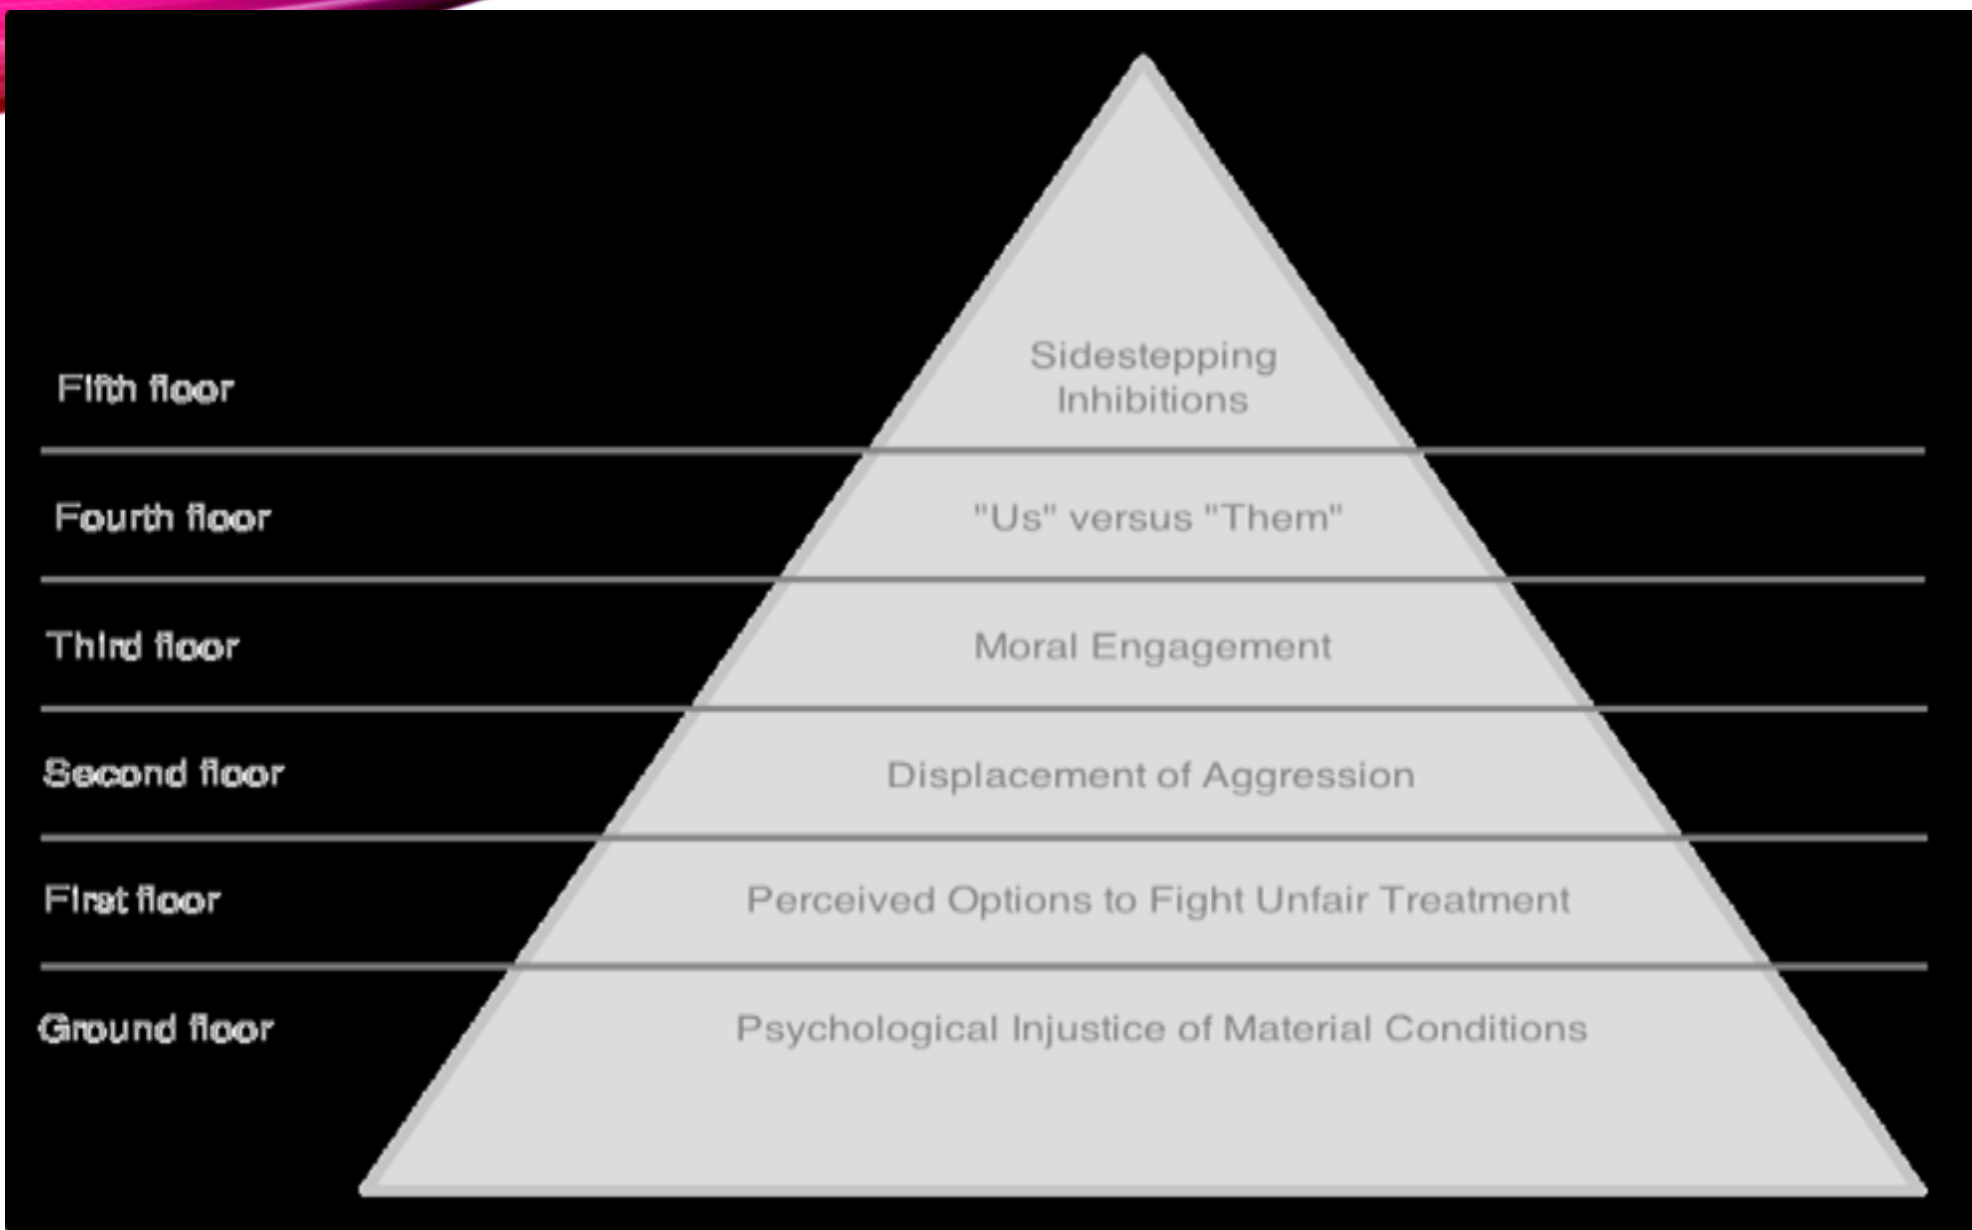 Fifth floor
Sidestepping
Inhibitions
Fourth floor
"Us" versus "Them"
Third floor
Moral Engagement
Second floor
Displacement of Aggression
First floor
Perceived Options to Fight Unfair Treatment
Ground floor
Psychological Injustice of Material Conditions